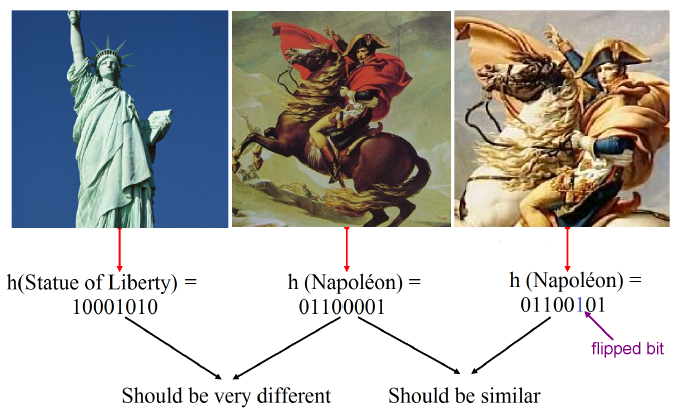 h(Statue of Liberty) =
10001010
h (Napoléon) =
01100001
h (Napoléon) =
01100101
flipped bit
Should be very different
Should be similar